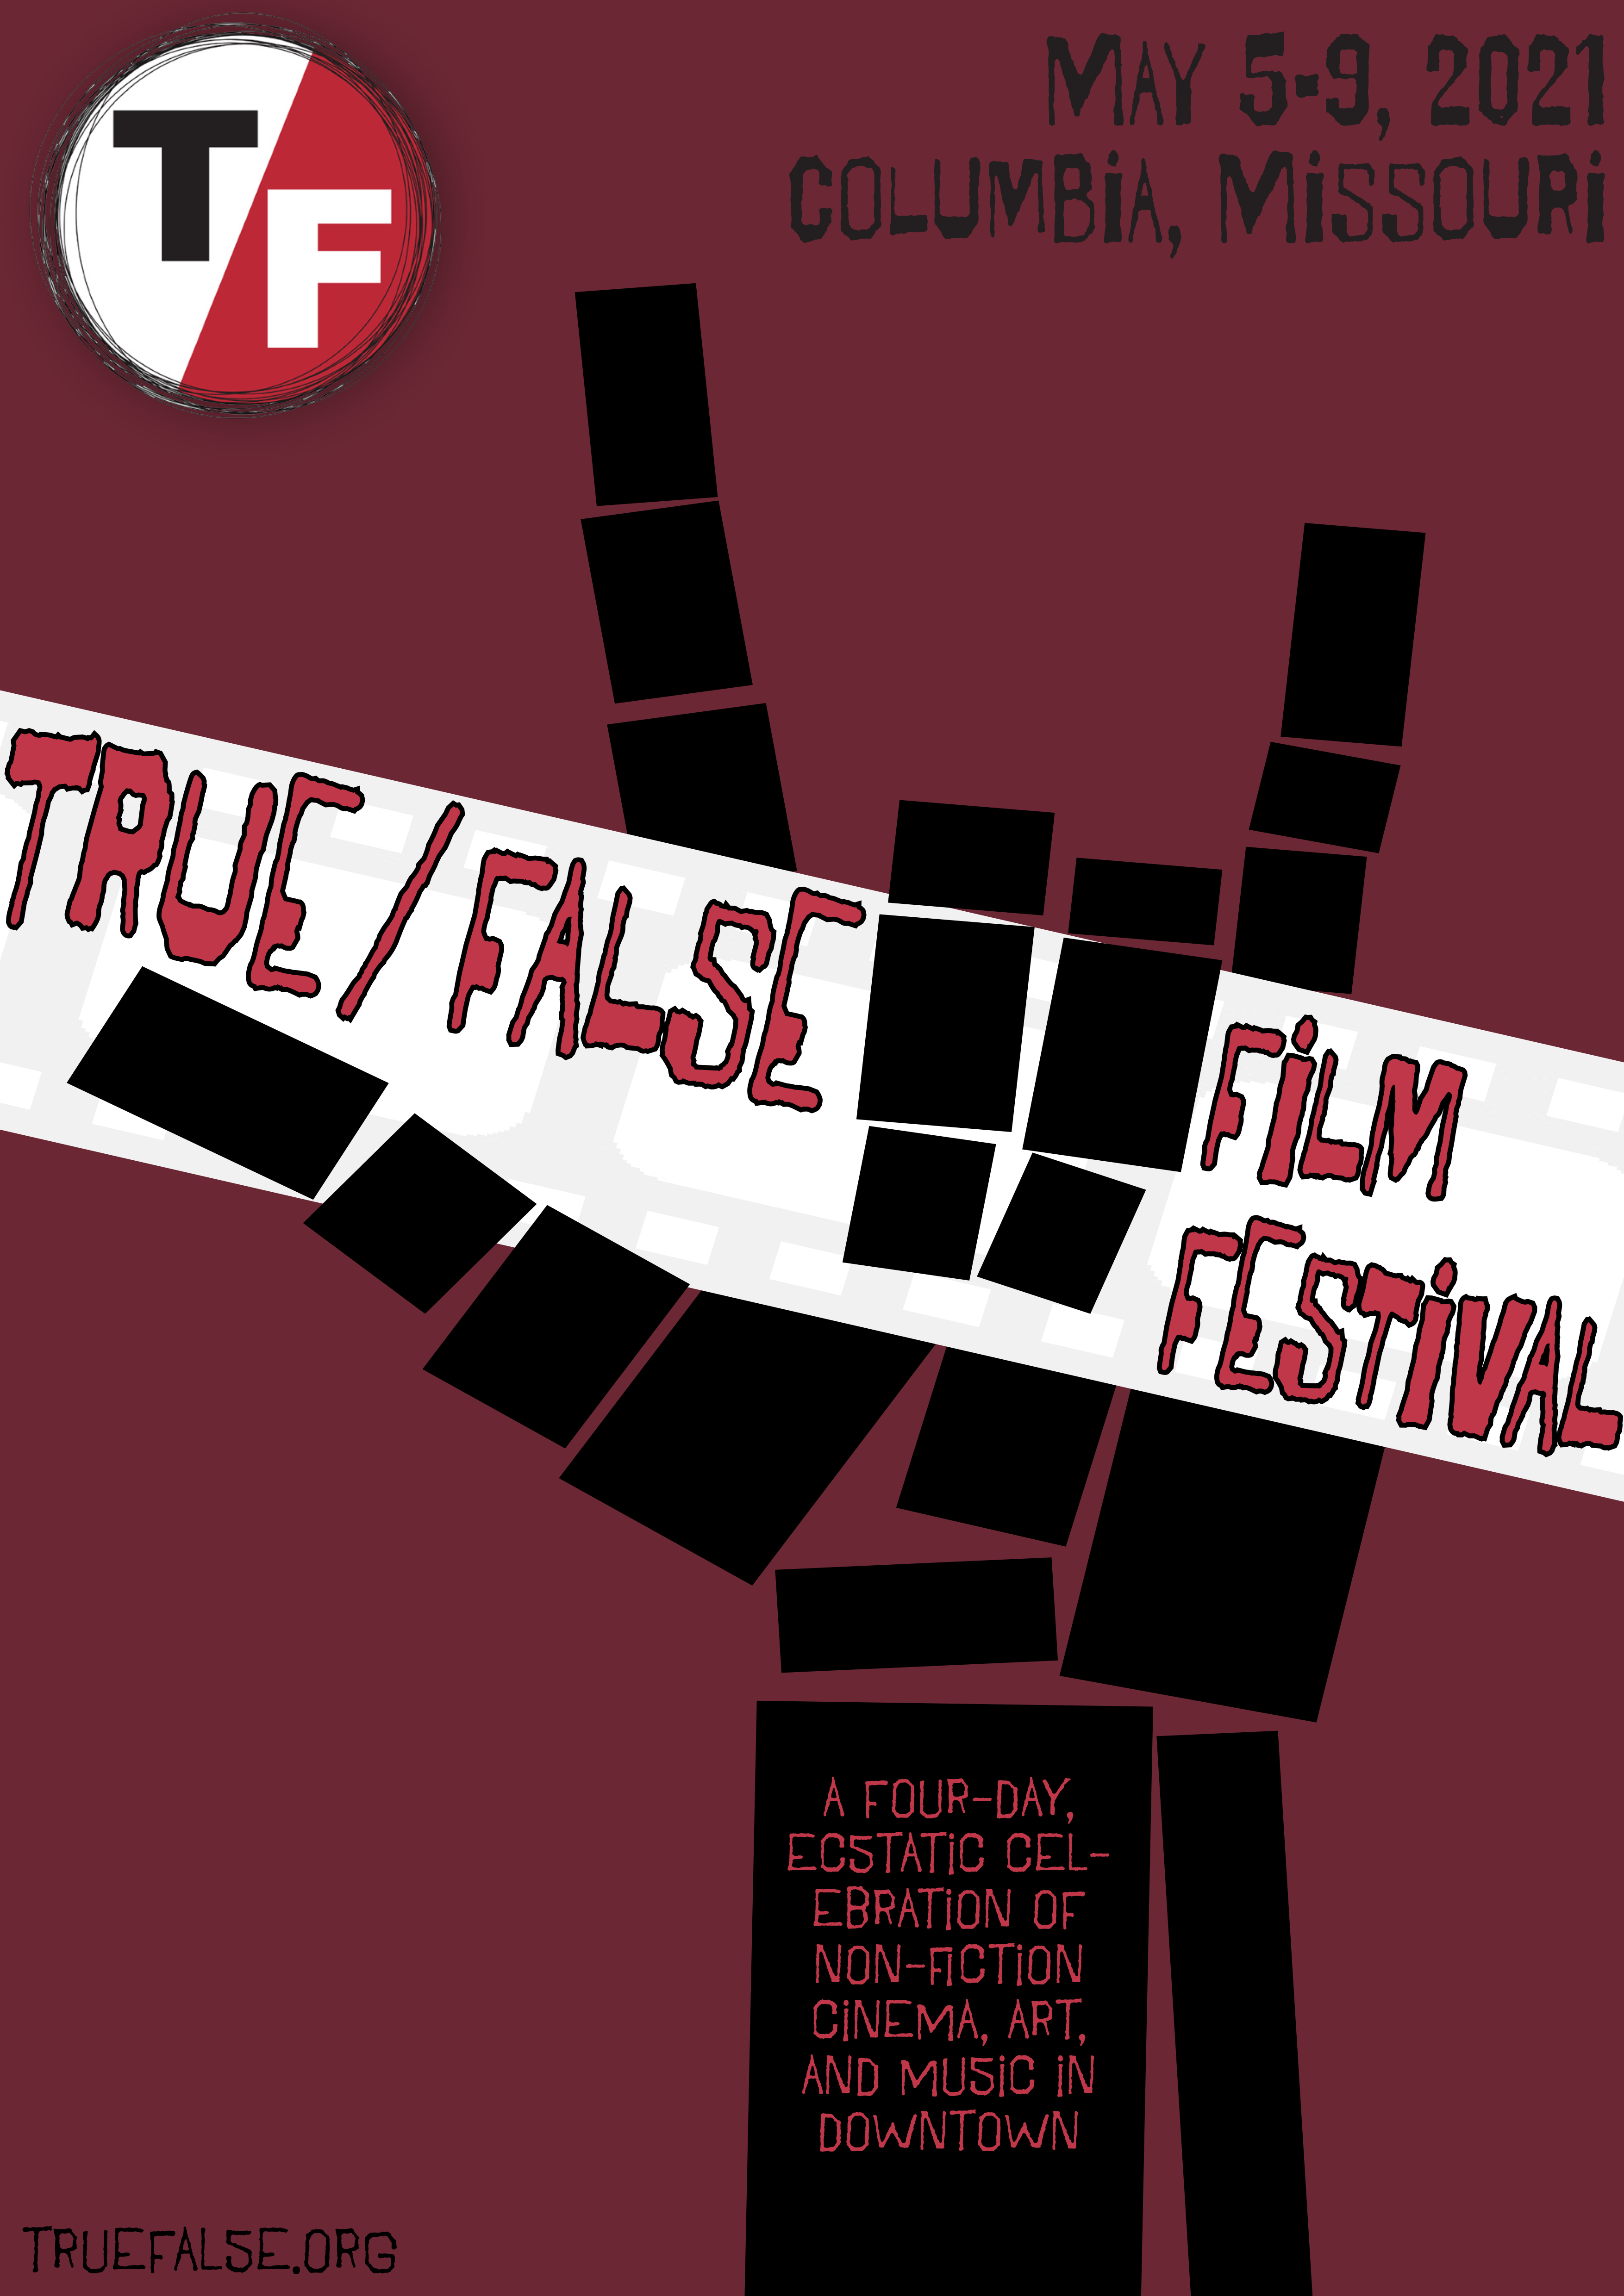 T/F
MAY 5-9, 2021
COLUMBiA, MiSSOURi
TRUE/FALSE
FiLM
FESTiVAL
A FOUR-DAY,
ECSTATiC CEL-
EBRATiON OF
NON-FiCTiON
CiNEMA, ART,
AND MUSiC iN
DOWNTOWN
TRUEFALSE.ORG